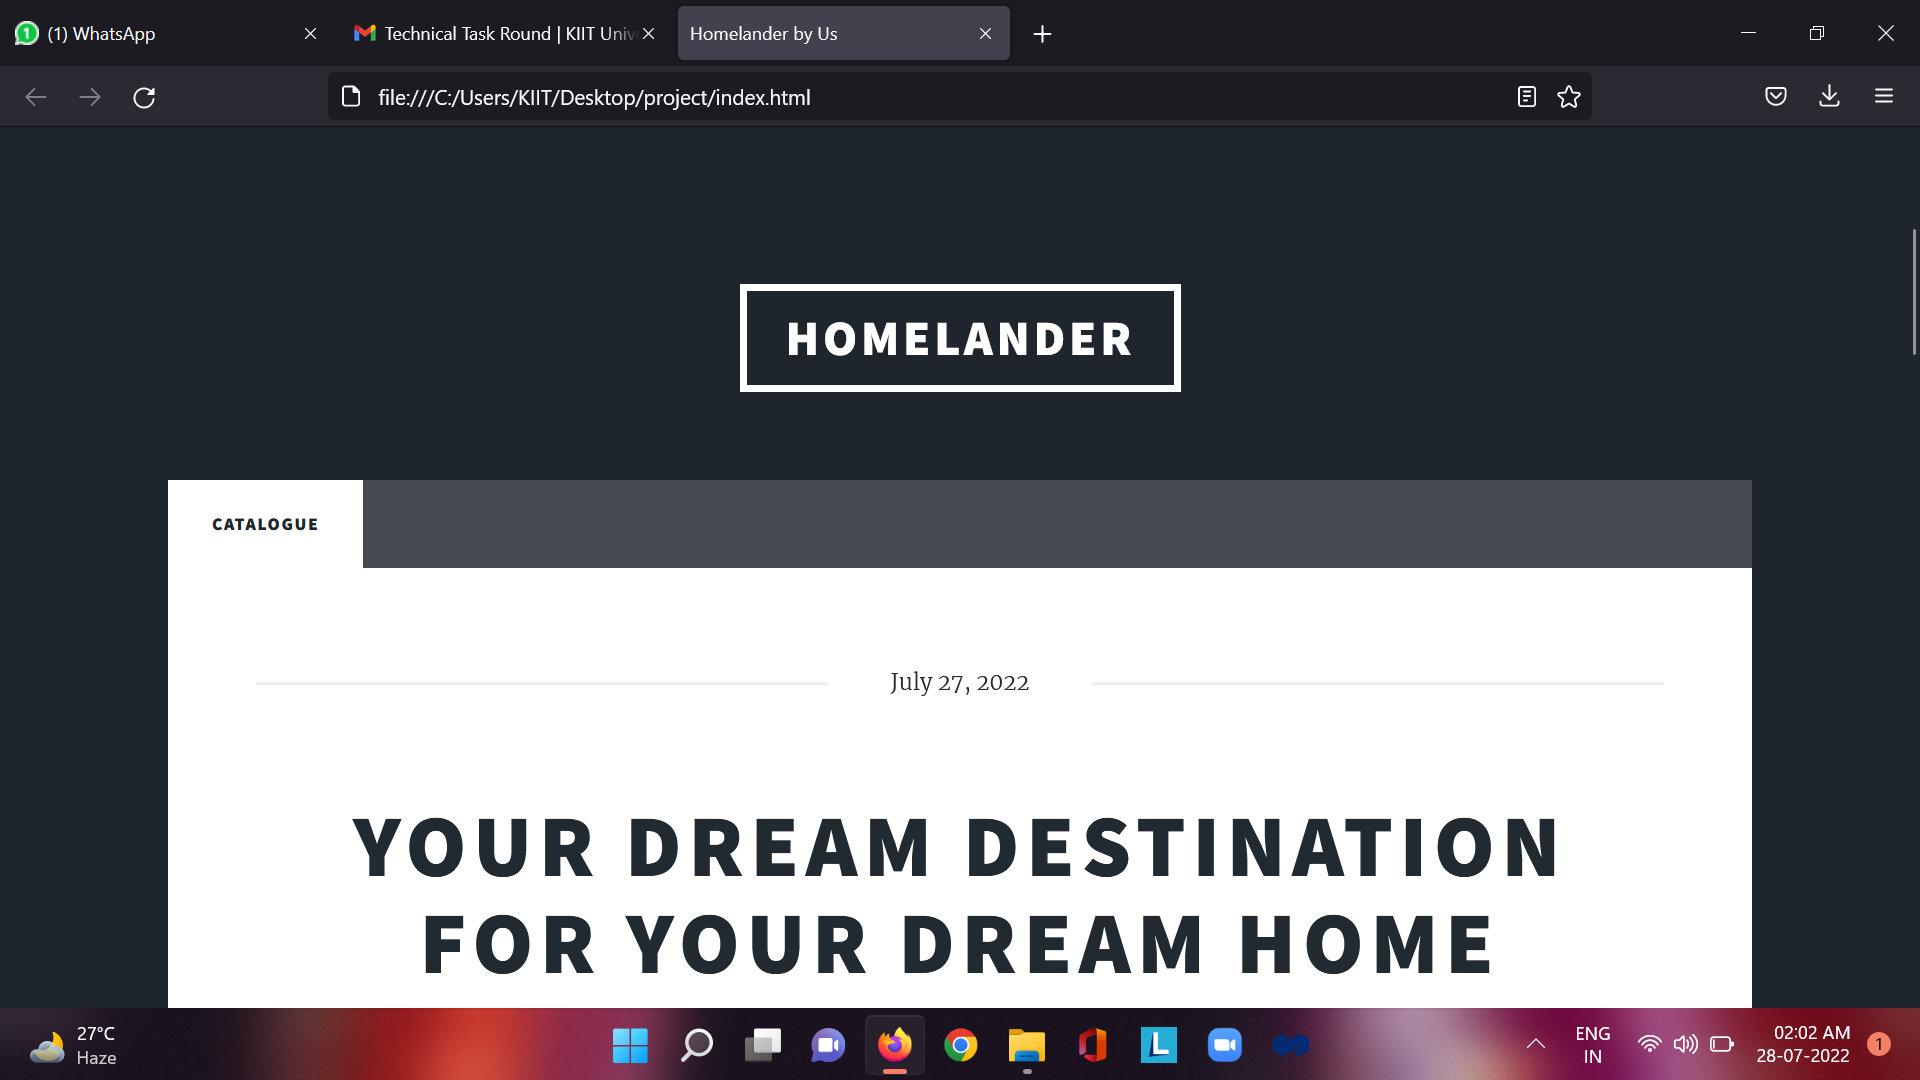 (1) WhatsApp
Technical Task Round | KIIT Univ
Homelander by Us
file:///C:/Users/KIIT/Desktop/project/index.html
HOMELANDER
CATALOGUE
July 27, 2022
YOUR DREAM DESTINATION
FOR YOUR DREAM HOME
27°C
Haze
L
ENG
IN
02:02 AM
28-07-2022
1